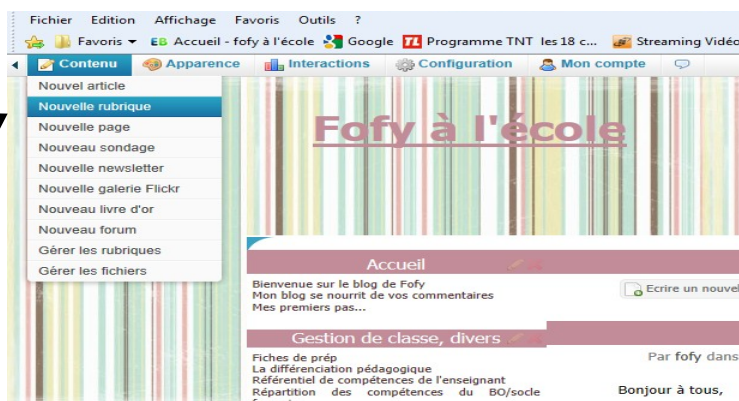 Fichier Edition Affichage Favoris Outils ?
Favoris EB Accueil - fofy à l'école Google TL Programme TNT les 18 c... Streaming Vidéo
Contenu Apparence Interactions Configuration Mon compte
Nouvel article
Nouvelle rubrique
Nouvelle page
Nouveau sondage
Nouvelle newsletter
Nouvelle galerie Flickr
Nouveau livre d'or
Nouveau forum
Gérer les rubriques
Gérer les fichiers
Fofy à l'école
Accueil
Bienvenue sur le blog de Fofy
Mon blog se nourrit de vos commentaires
Mes premiers pas...
Gestion de classe, divers
Fiches de prép
La différenciation pédagogique
Référentiel de compétences de l'enseignant
Répartition des compétences du BO/socle
Ecrire un nouvel
Par fofy dans
Bonjour à tous,